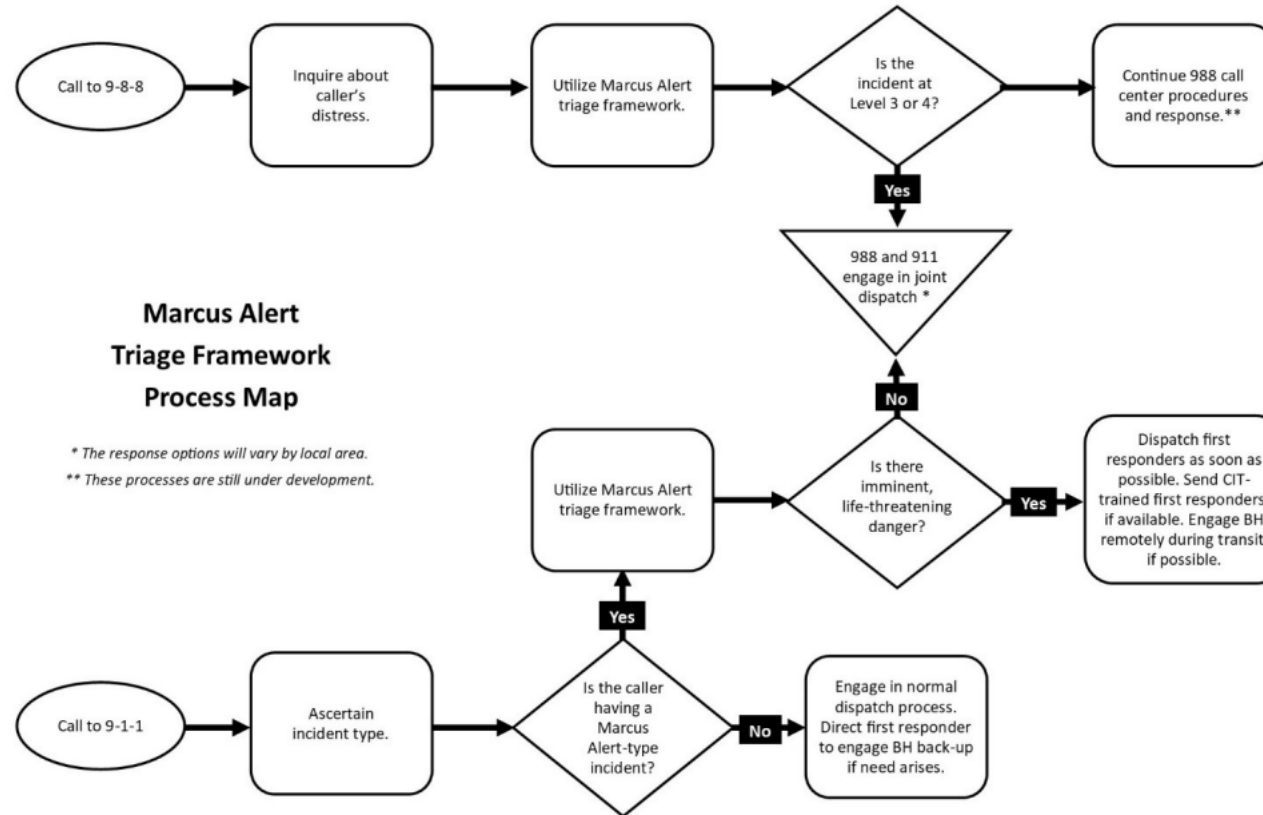 Call to 9-8-8
Inquire about
caller's
distress.
Utilize Marcus Alert
triage framework.
Is the
incident at
Level 3 or 4?
Continue 988 call
center procedures
and response.**
Yes
988 and 911
engage in joint
dispatch *
Marcus Alert
Triage Framework
Process Map
* The response options will vary by local area.
** These processes are still under development.
No
Utilize Marcus Alert
triage framework.
Is there
imminent,
life-threatening
danger?
Yes
Dispatch first
responders as soon as
possible. Send CIT-
trained first responders
if available. Engage BH
remotely during transit
if possible.
Yes
Call to 9-1-1
Ascertain
incident type.
Is the caller
having a
Marcus
Alert-type
incident?
No
Engage in normal
dispatch process.
Direct first responder
to engage BH back-up
if need arises.